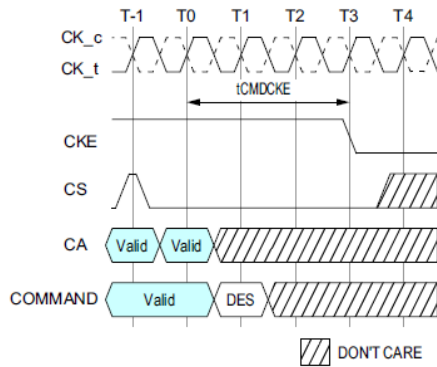 T-1 T0 T1 T2 T3 T4
CK_c
CK_t
tCMDCKE
CKE
CS
CA Valid Valid
COMMAND Valid DES
DON'T CARE